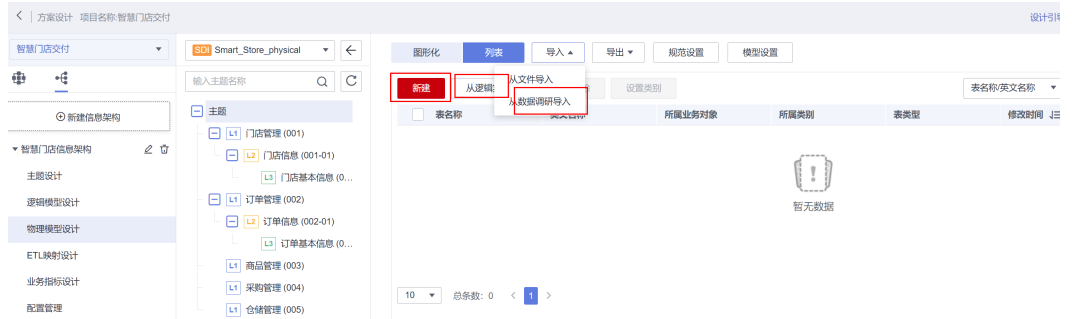 方案设计 项目名称:智慧门店交付
设计引导
智慧门店交付
SDI Smart_Store_physical
图形化 列表 导入 导出 规范设置 模型设置
输入主题名称
新建 从逻辑 设置类别 表名称/英文名称
从文件导入
从数据调研导入
新建信息架构
主题
表名称 英文名称 所属业务对象 所属类别 表类型 修改时间
L1 门店管理 (001)
智慧门店信息架构
L2 门店信息 (001-01)
主题设计
L3 门店基本信息 (0...
逻辑模型设计
L1 订单管理 (002)
暂无数据
物理模型设计
L2 订单信息 (002-01)
L3 订单基本信息 (0...
ETL映射设计
L1 商品管理 (003)
业务指标设计
L1 采购管理 (004)
10 总条数: 0 < 1 >
配置管理
L1 仓储管理 (005)